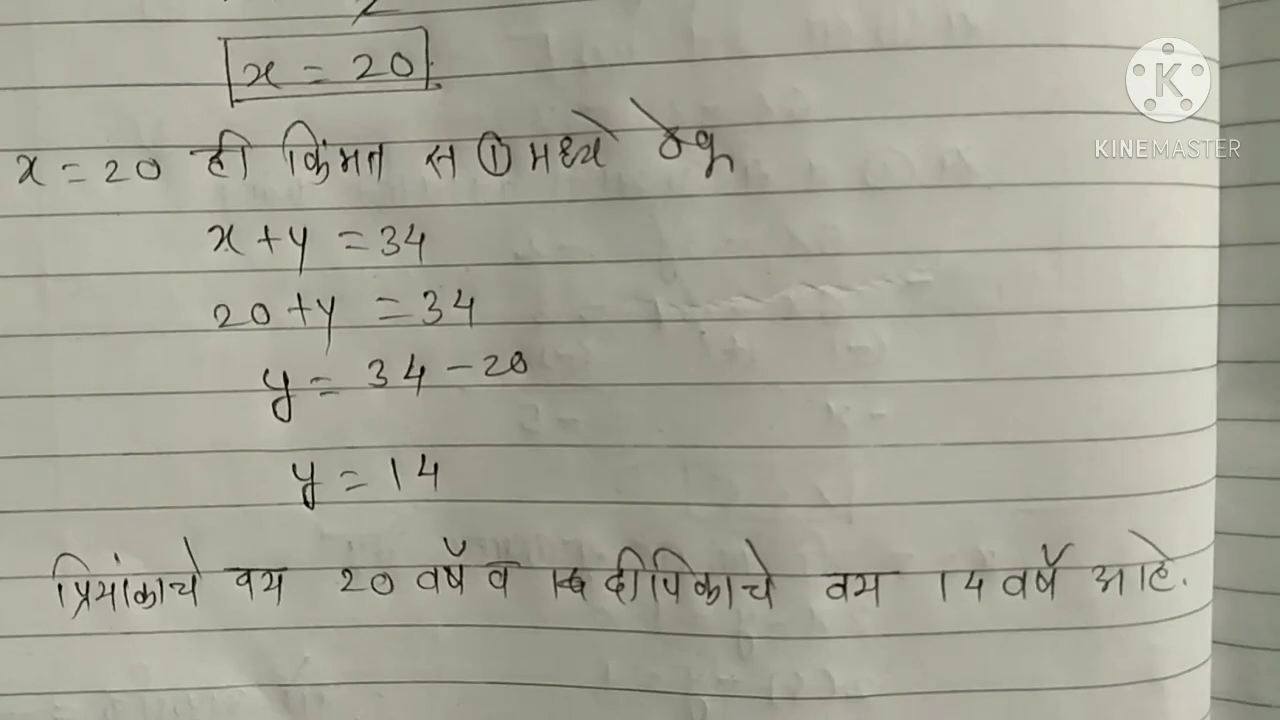 x = 20
x = 20 ही किंमत स ① मध्ये ठेवू
x + y = 34
20 + y = 34
y = 34 - 20
y = 14
प्रियांकाचे वय 20 वर्षे व दीपिकाचे वय 14 वर्षे आहे.
K
KINEMASTER